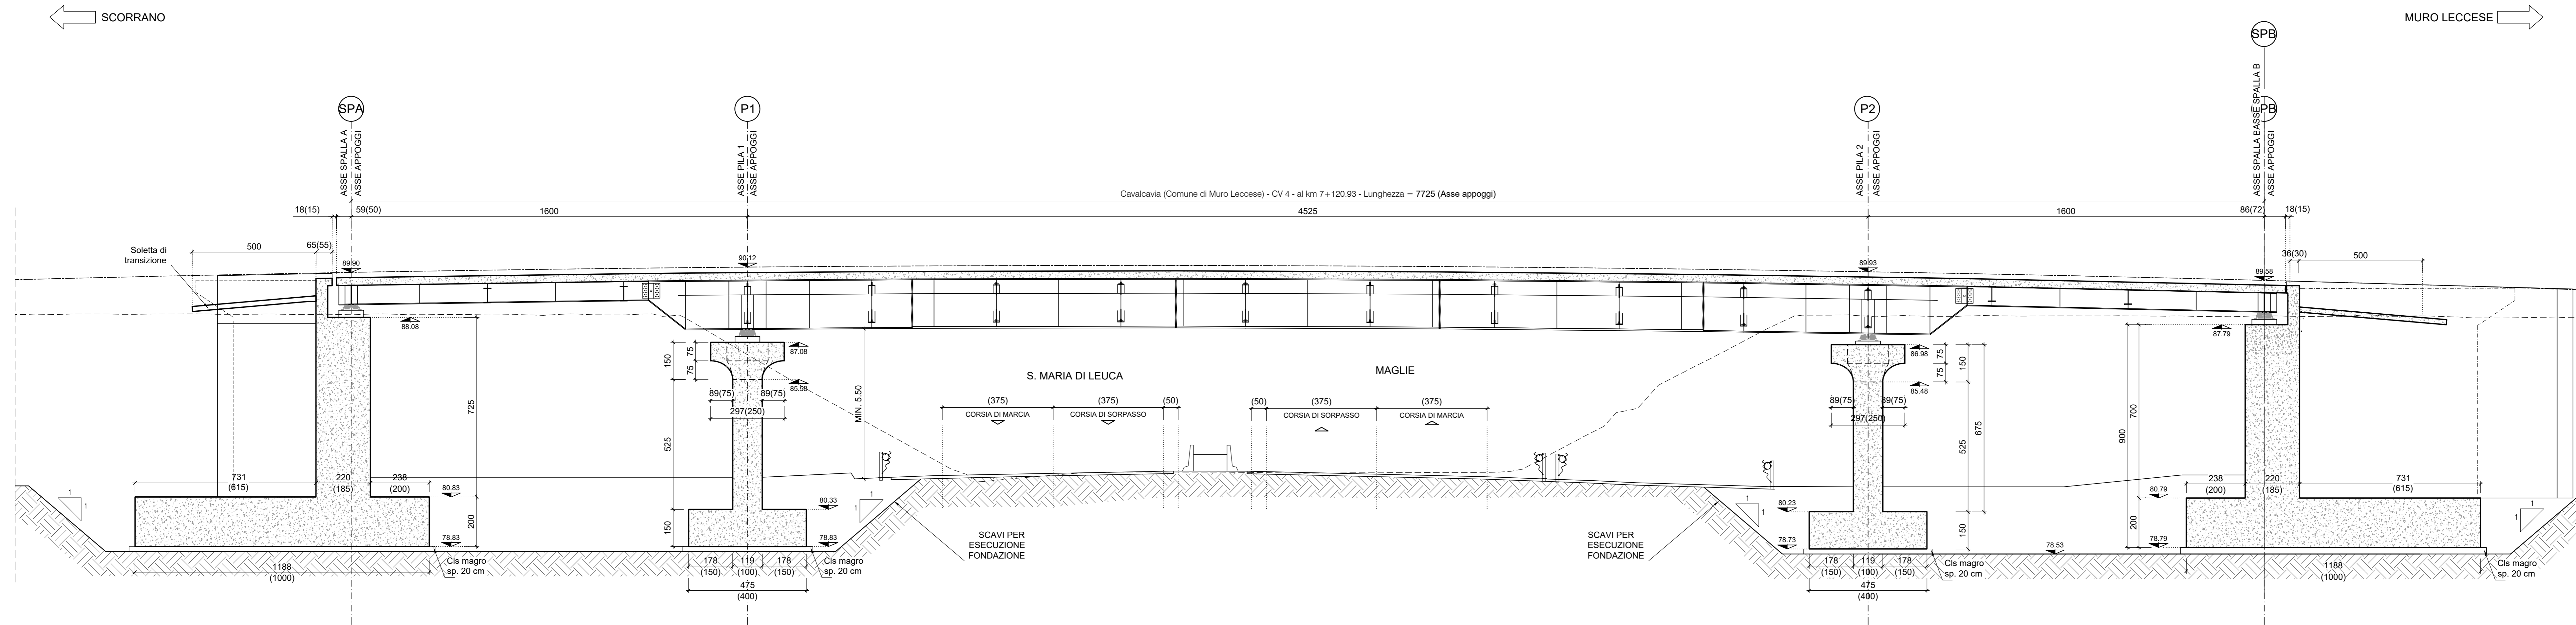 SCORRANO
MURO LECCESE
SPB
SPA
P1
P2
PB
ASSE SPALLA A
ASSE APPOGGI
ASSE PILA 1
ASSE APPOGGI
ASSE PILA 2
ASSE APPOGGI
ASSE SPALLA B
ASSE APPOGGI
Cavalcavia (Comune di Muro Leccese) - CV 4 - al km 7+120.93 - Lunghezza = 7725 (Asse appoggi)
18(15)
59(50)
1600
4525
1600
86(72)
18(15)
Soletta di
transizione
500
65(55)
36(30)
500
89.90
90.12
89.93
89.58
88.08
87.08
85.58
86.98
85.48
87.79
150
75
75
75
75
150
89(75)
89(75)
297(250)
89(75)
89(75)
297(250)
MIN. 5.50
S. MARIA DI LEUCA
MAGLIE
(375)
(375)
(50)
(50)
(375)
(375)
CORSIA DI MARCIA
CORSIA DI SORPASSO
CORSIA DI SORPASSO
CORSIA DI MARCIA
725
525
525
675
900
700
731
(615)
220
(185)
238
(200)
238
(200)
220
(185)
731
(615)
1
1
80.83
80.33
1
1
80.23
1
1
80.79
1
1
200
150
150
200
78.83
78.83
78.73
78.53
78.79
SCAVI PER
ESECUZIONE
FONDAZIONE
SCAVI PER
ESECUZIONE
FONDAZIONE
1188
(1000)
Cls magro
sp. 20 cm
178
(150)
119
(100)
178
(150)
Cls magro
sp. 20 cm
475
(400)
178
(150)
119
(100)
178
(150)
Cls magro
sp. 20 cm
475
(400)
1188
(1000)
Cls magro
sp. 20 cm